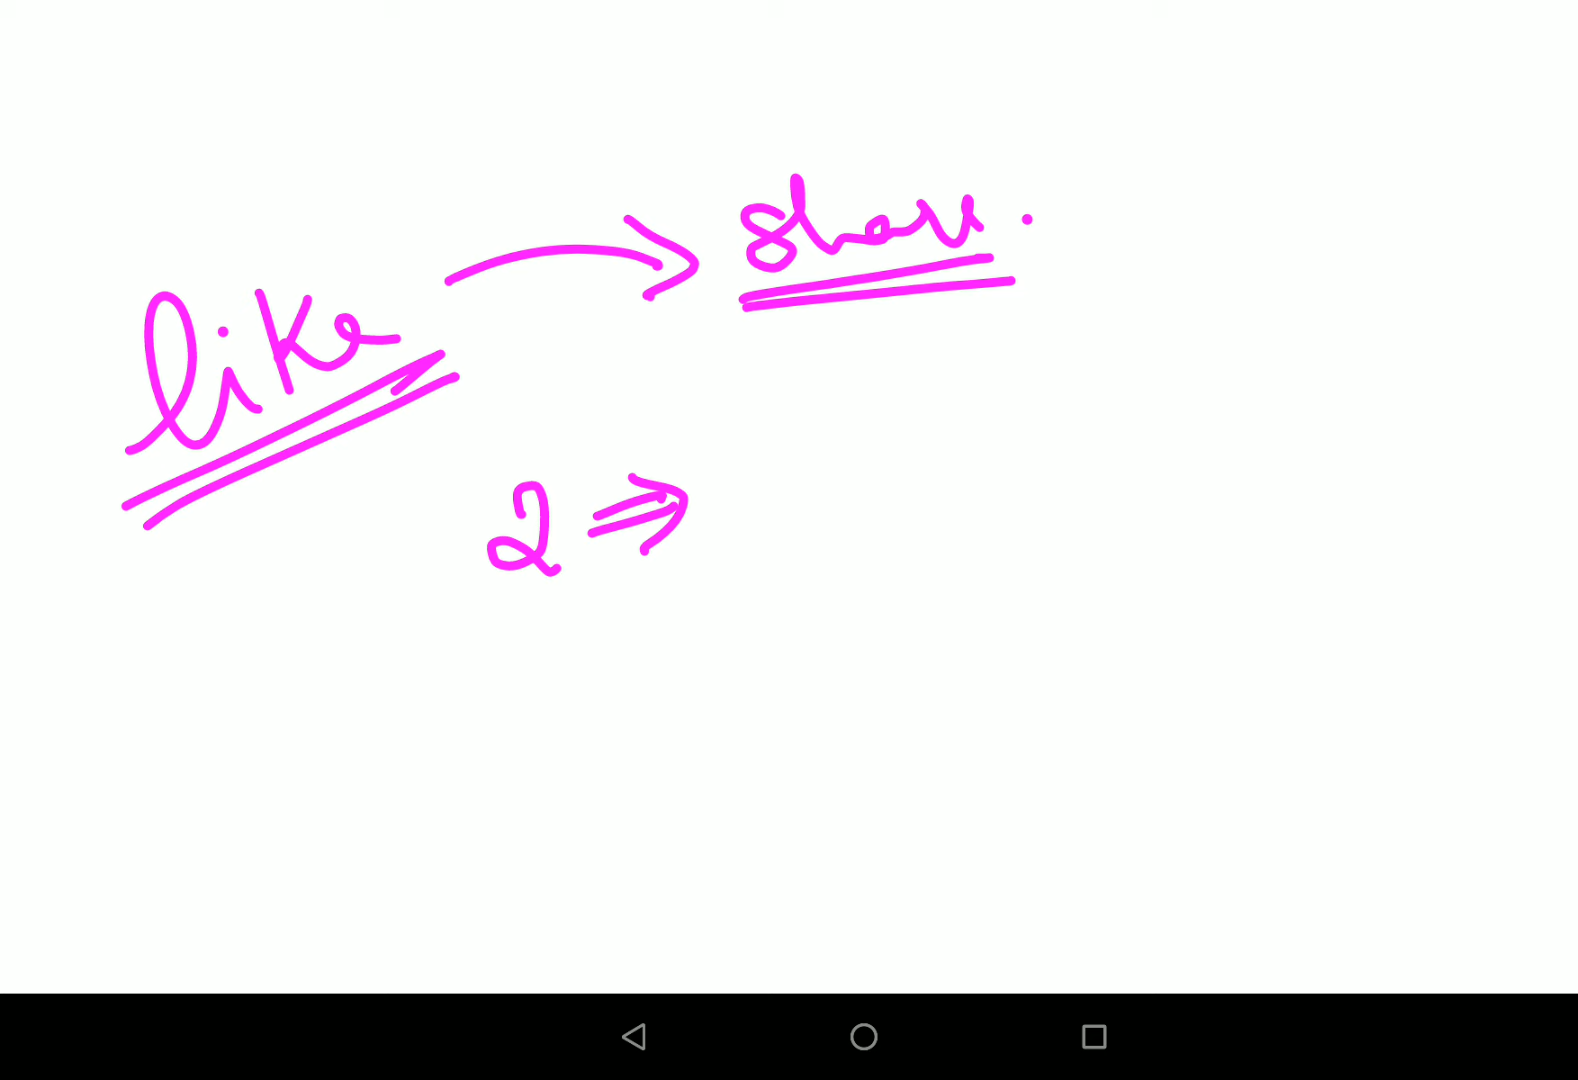 like → share.
2 ⇒